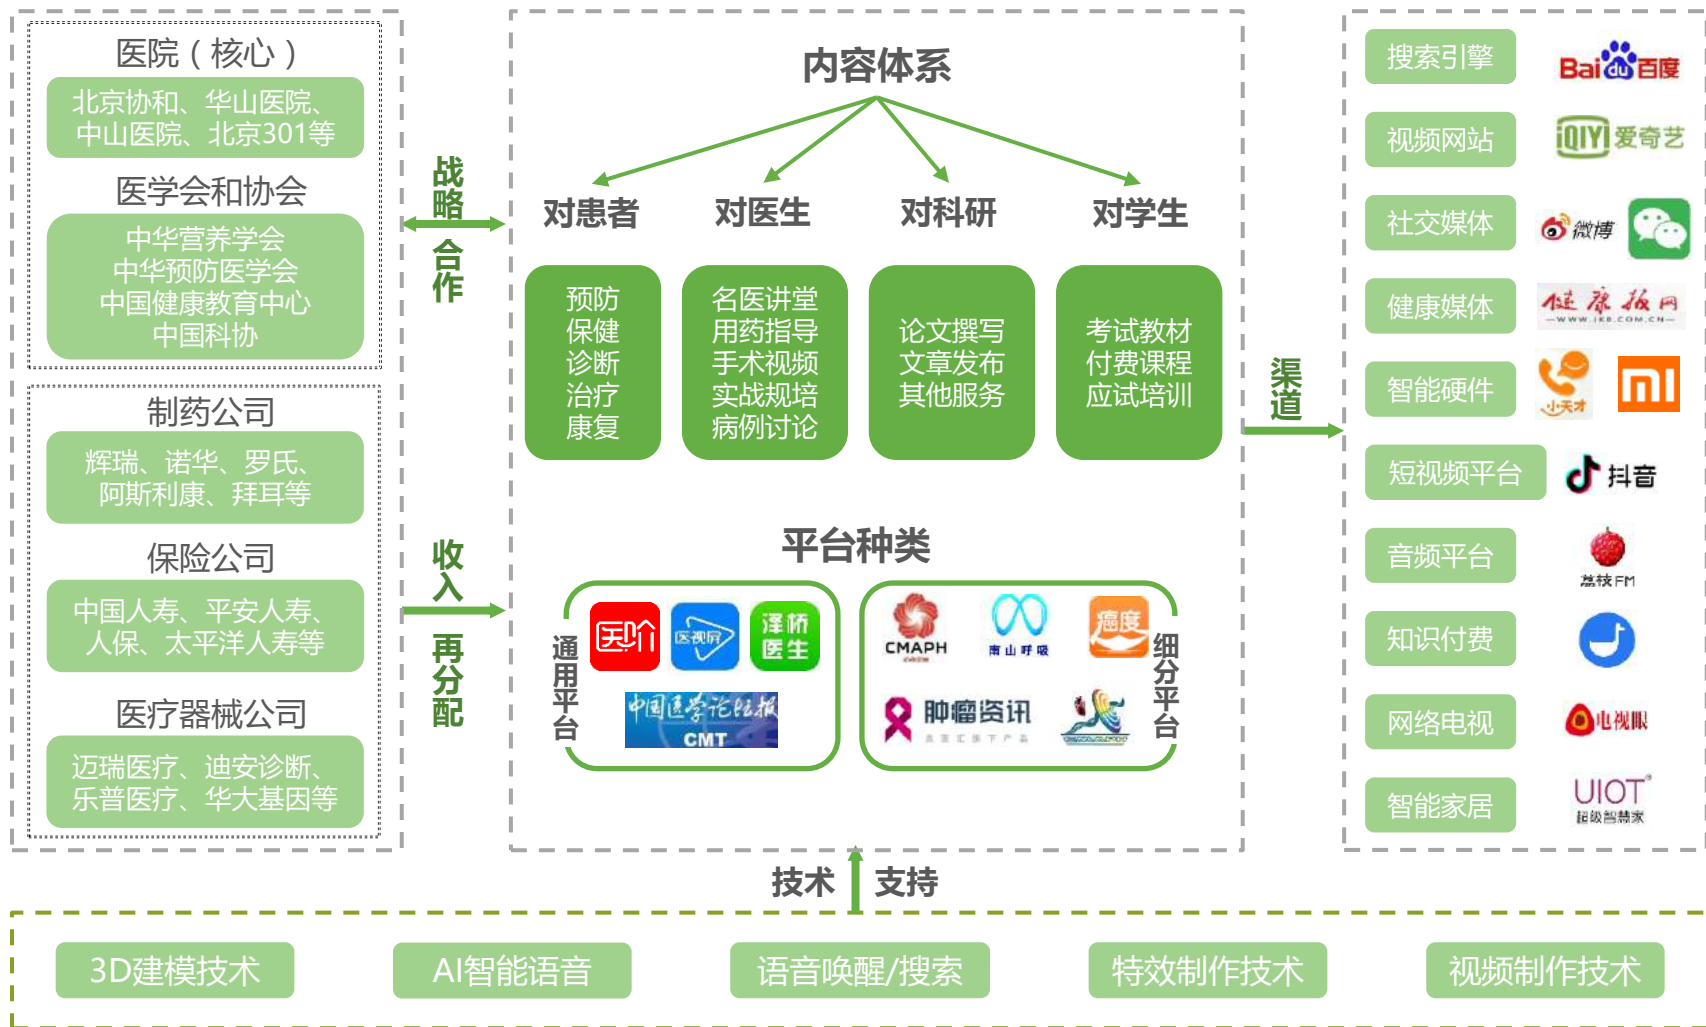 医院（核心）
北京协和、华山医院、
中山医院、北京301等
医学会和协会
中华营养学会
中华预防医学会
中国健康教育中心
中国科协
制药公司
辉瑞、诺华、罗氏、
阿斯利康、拜耳等
保险公司
中国人寿、平安人寿、
人保、太平洋人寿等
医疗器械公司
迈瑞医疗、迪安诊断、
乐普医疗、华大基因等
战略
合作
收入
再分配
内容体系
对患者
对医生
对科研
对学生
预防
保健
诊断
治疗
康复
名医讲堂
用药指导
手术视频
实战规培
病例讨论
论文撰写
文章发布
其他服务
考试教材
付费课程
应试培训
平台种类
通用平台
医阶
医视界
泽桥
医生
中国医学论坛报
CMT
CMAPH
南山呼吸
癌度
肿瘤资讯
细分平台
渠道
搜索引擎
Bai du 百度
视频网站
iQIYI 爱奇艺
社交媒体
微博
健康媒体
健康报网
WWW.JKB.COM.CN
智能硬件
小天才
mi
短视频平台
抖音
音频平台
荔枝FM
知识付费
网络电视
电视眼
智能家居
UIOT
超级智慧家
技术 支持
3D建模技术
AI智能语音
语音唤醒/搜索
特效制作技术
视频制作技术